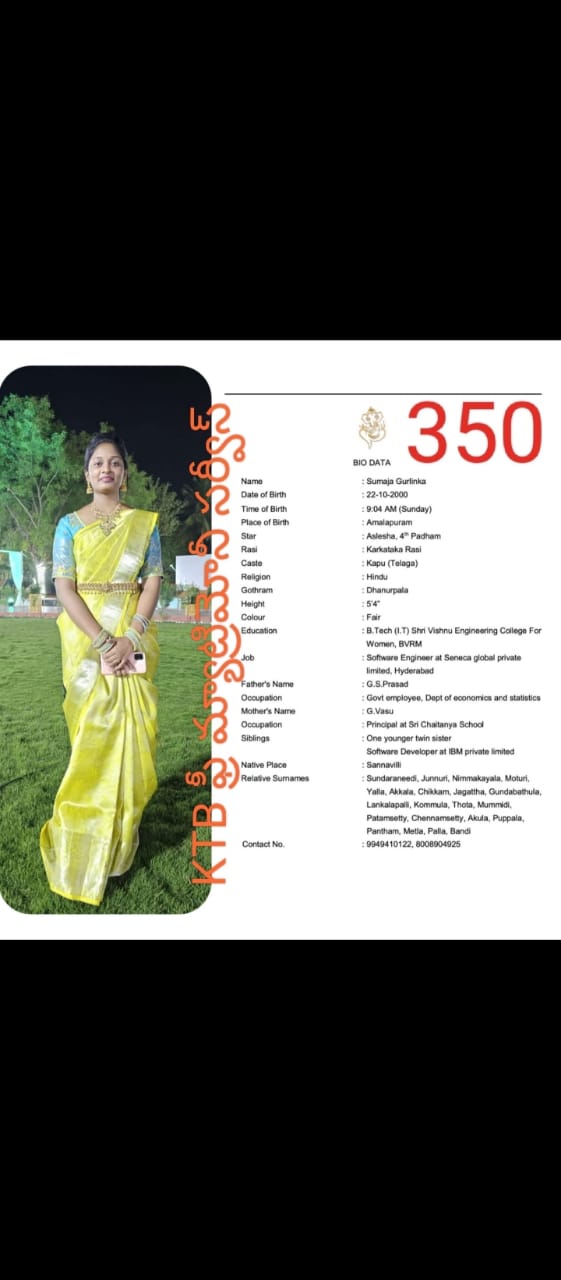 350
BIO DATA
Name : Sumaja Gurlinka
Date of Birth : 22-10-2000
Time of Birth : 9:04 AM (Sunday)
Place of Birth : Amalapuram
Star : Aslesha, 4th Padham
Rasi : Karkataka Rasi
Caste : Kapu (Telaga)
Religion : Hindu
Gothram : Dhanurpala
Height : 5'4"
Colour : Fair
Education : B.Tech (I.T) Shri Vishnu Engineering College For
Women, BVRM
Job : Software Engineer at Seneca global private
limited, Hyderabad
Father's Name : G.S.Prasad
Occupation : Govt employee, Dept of economics and statistics
Mother's Name : G.Vasu
Occupation : Principal at Sri Chaitanya School
Siblings : One younger twin sister
Software Developer at IBM private limited
Native Place : Sannavilli
Relative Surnames : Sundaraneedi, Junnuri, Nimmakayala, Moturi,
Yalla, Akkala, Chikkam, Jagattha, Gundabathula,
Lankalapalli, Kommula, Thota, Mummidi,
Patamsetty, Chennamsetty, Akula, Puppala,
Pantham, Metla, Palla, Bandi
Contact No. : 9949410122, 8008904925
KTB ఫ్రీ మ్యాట్రిమోనీ సర్వీస్